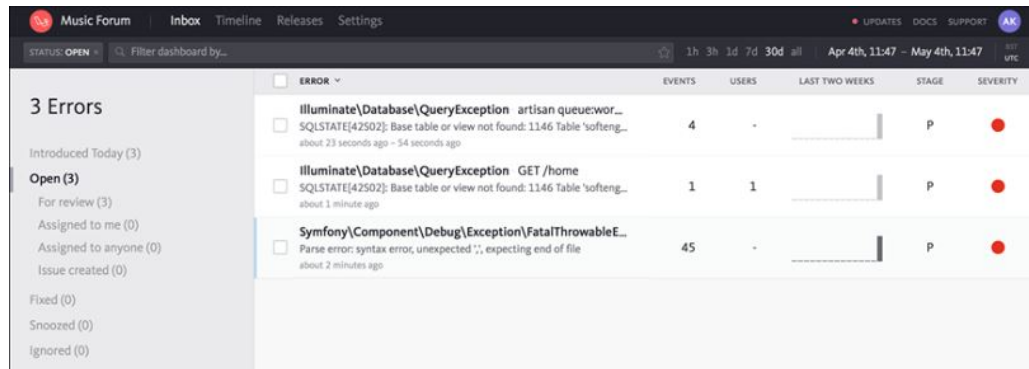 Music Forum Inbox Timeline Releases Settings UPDATES DOCS SUPPORT AK
STATUS: OPEN × Filter dashboard by... 1h 3h 1d 7d 30d all Apr 4th, 11:47 – May 4th, 11:47 UTC
3 Errors
Introduced Today (3)
Open (3)
For review (3)
Assigned to me (0)
Assigned to anyone (0)
Issue created (0)
Fixed (0)
Snoozed (0)
Ignored (0)
ERROR EVENTS USERS LAST TWO WEEKS STAGE SEVERITY
Illuminate\Database\QueryException artisan queue:wor...
SQLSTATE[42S02]: Base table or view not found: 1146 Table 'softeng...
about 23 seconds ago – 54 seconds ago
4 - P
Illuminate\Database\QueryException GET /home
SQLSTATE[42S02]: Base table or view not found: 1146 Table 'softeng...
about 1 minute ago
1 1 P
Symfony\Component\Debug\Exception\FatalThrowableE...
Parse error: syntax error, unexpected ';', expecting end of file
about 2 minutes ago
45 - P